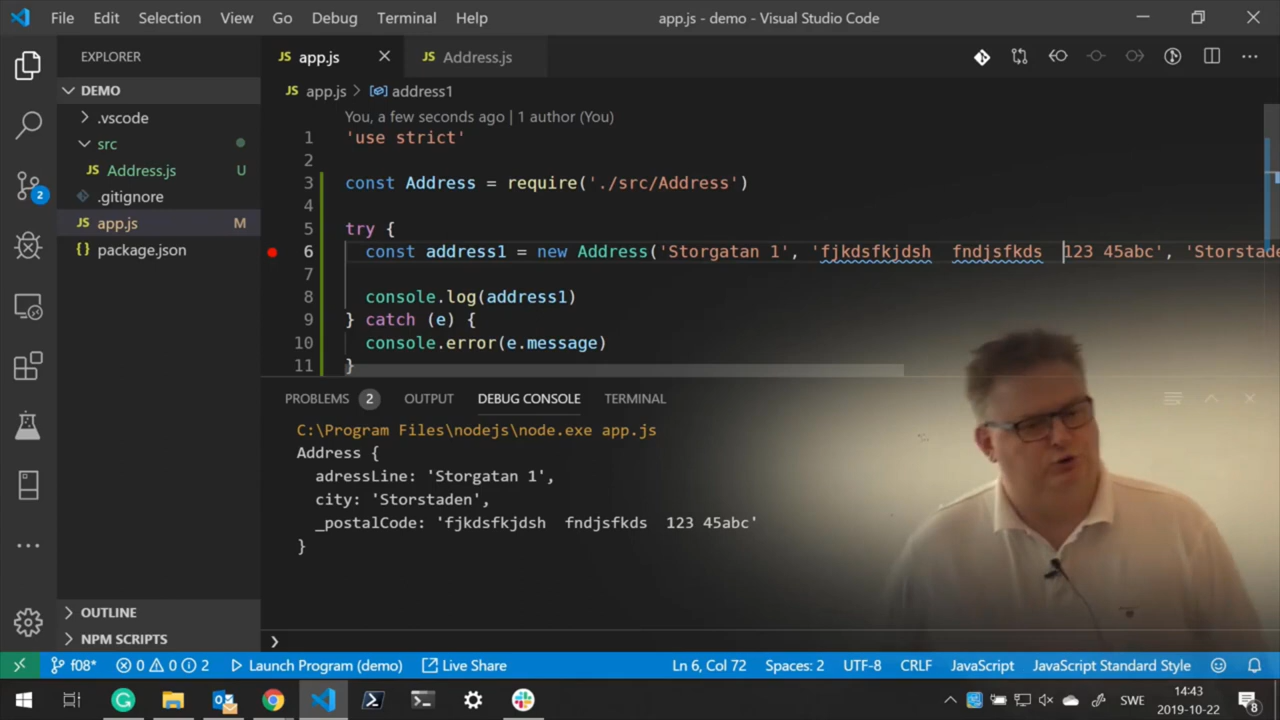 File Edit Selection View Go Debug Terminal Help app.js - demo - Visual Studio Code
EXPLORER
JS app.js JS Address.js
DEMO
JS app.js > address1
.vscode
You, a few seconds ago | 1 author (You)
src
1 'use strict'
2
JS Address.js U
3 const Address = require('./src/Address')
.gitignore
4
JS app.js M
5 try {
{} package.json
6 const address1 = new Address('Storgatan 1', 'fjkdsfkjdsh  fndjsfkds  123 45abc', 'Storstade
7
8 console.log(address1)
9 } catch (e) {
10 console.error(e.message)
11 }
PROBLEMS 2 OUTPUT DEBUG CONSOLE TERMINAL
C:\Program Files\nodejs\node.exe app.js
Address {
adressLine: 'Storgatan 1',
city: 'Storstaden',
_postalCode: 'fjkdsfkjdsh  fndjsfkds  123 45abc'
}
2
OUTLINE
NPM SCRIPTS
f08* 0 0 2 Launch Program (demo) Live Share Ln 6, Col 72 Spaces: 2 UTF-8 CRLF JavaScript JavaScript Standard Style
SWE 14:43
2019-10-22 8